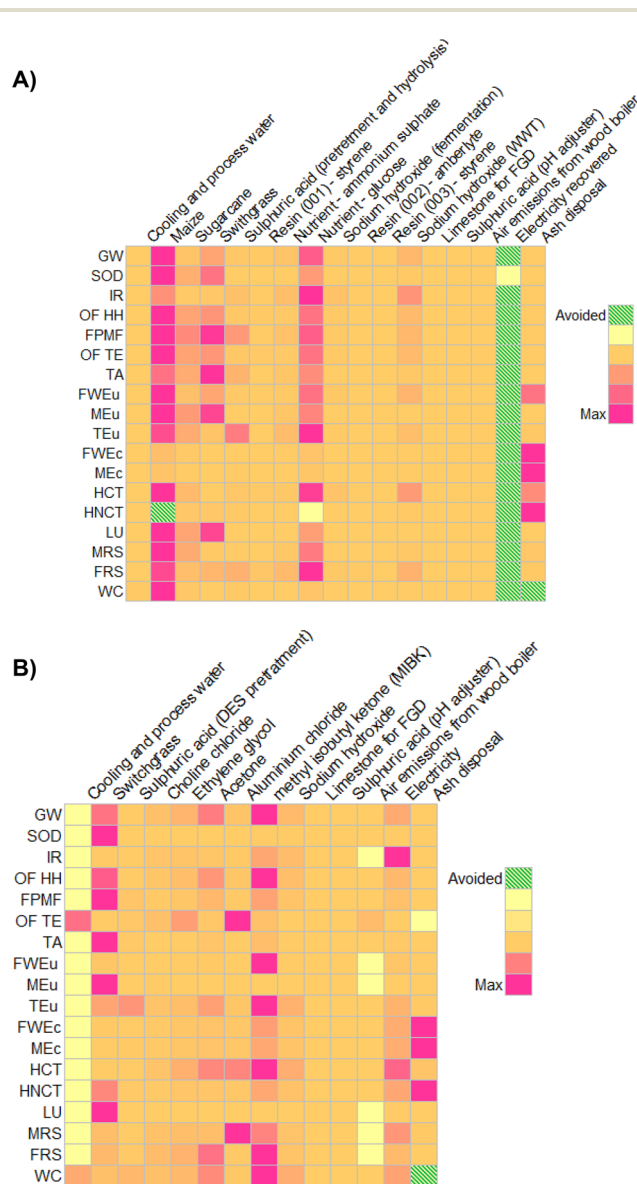 A)
Cooling and process water
Maize
Sugarcane
Swithgrass
Sulphuric acid (pretreatment and hydrolysis)
Resin (001) - styrene
Nutrient - ammonium sulphate
Nutrient - glucose
Sodium hydroxide (fermentation)
Resin (002) - amberlyte
Resin (003) - styrene
Sodium hydroxide (WWT)
Limestone for FGD
Sulphuric acid (pH adjuster)
Air emissions from wood boiler
Electricity recovered
Ash disposal
GW
SOD
IR
OF HH
FPMF
OF TE
TA
FWEu
MEu
TEu
FWEc
MEc
HCT
HNCT
LU
MRS
FRS
WC
Avoided
Max
B)
Cooling and process water
Switchgrass
Sulphuric acid (DES pretreatment)
Choline chloride
Ethylene glycol
Acetone
Aluminium chloride
methyl isobutyl ketone (MIBK)
Sodium hydroxide
Limestone for FGD
Sulphuric acid (pH adjuster)
Air emissions from wood boiler
Electricity
Ash disposal
GW
SOD
IR
OF HH
FPMF
OF TE
TA
FWEu
MEu
TEu
FWEc
MEc
HCT
HNCT
LU
MRS
FRS
WC
Avoided
Max